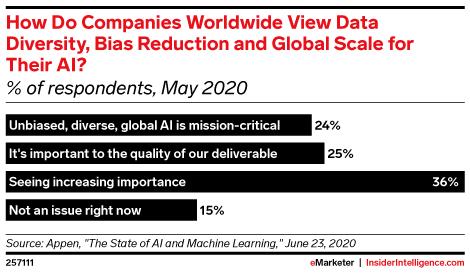 How Do Companies Worldwide View Data
Diversity, Bias Reduction and Global Scale for
Their AI?
% of respondents, May 2020
Unbiased, diverse, global AI is mission-critical 24%
It's important to the quality of our deliverable 25%
Seeing increasing importance 36%
Not an issue right now 15%
Source: Appen, "The State of AI and Machine Learning," June 23, 2020
257111 eMarketer | InsiderIntelligence.com